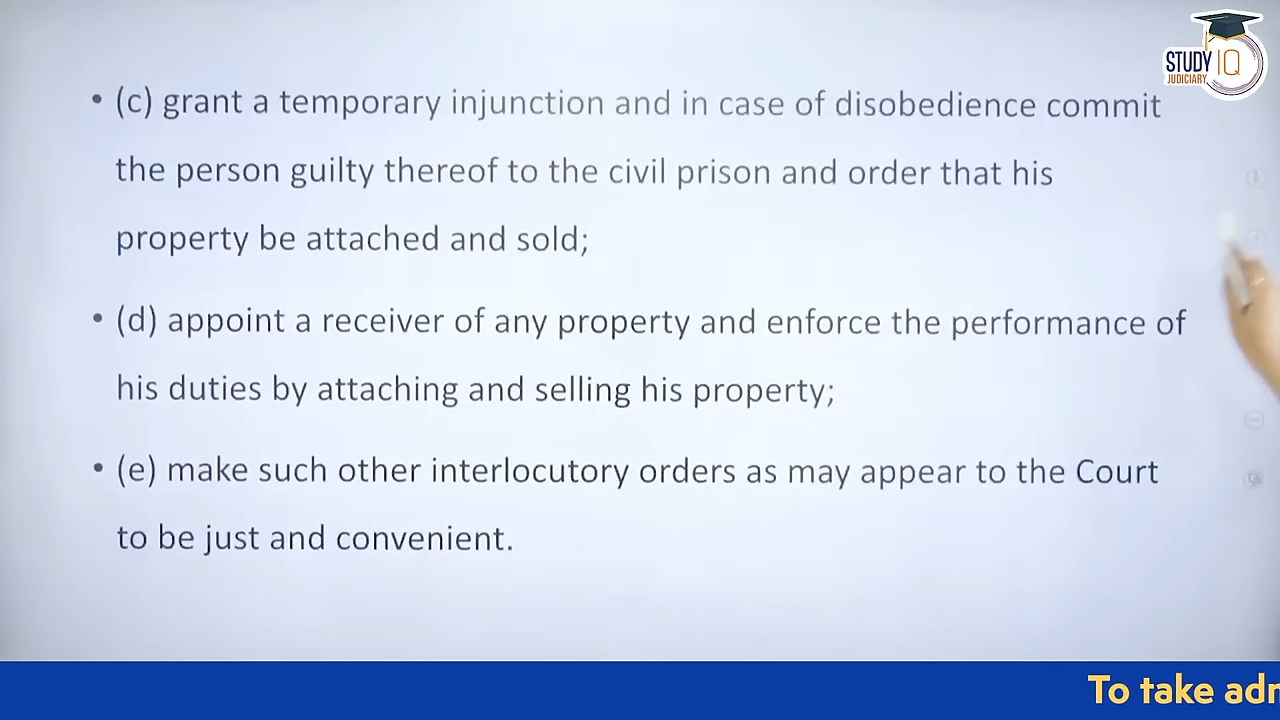 STUDY IQ
JUDICIARY
• (c) grant a temporary injunction and in case of disobedience commit
the person guilty thereof to the civil prison and order that his
property be attached and sold;
• (d) appoint a receiver of any property and enforce the performance of
his duties by attaching and selling his property;
• (e) make such other interlocutory orders as may appear to the Court
to be just and convenient.
To take adm